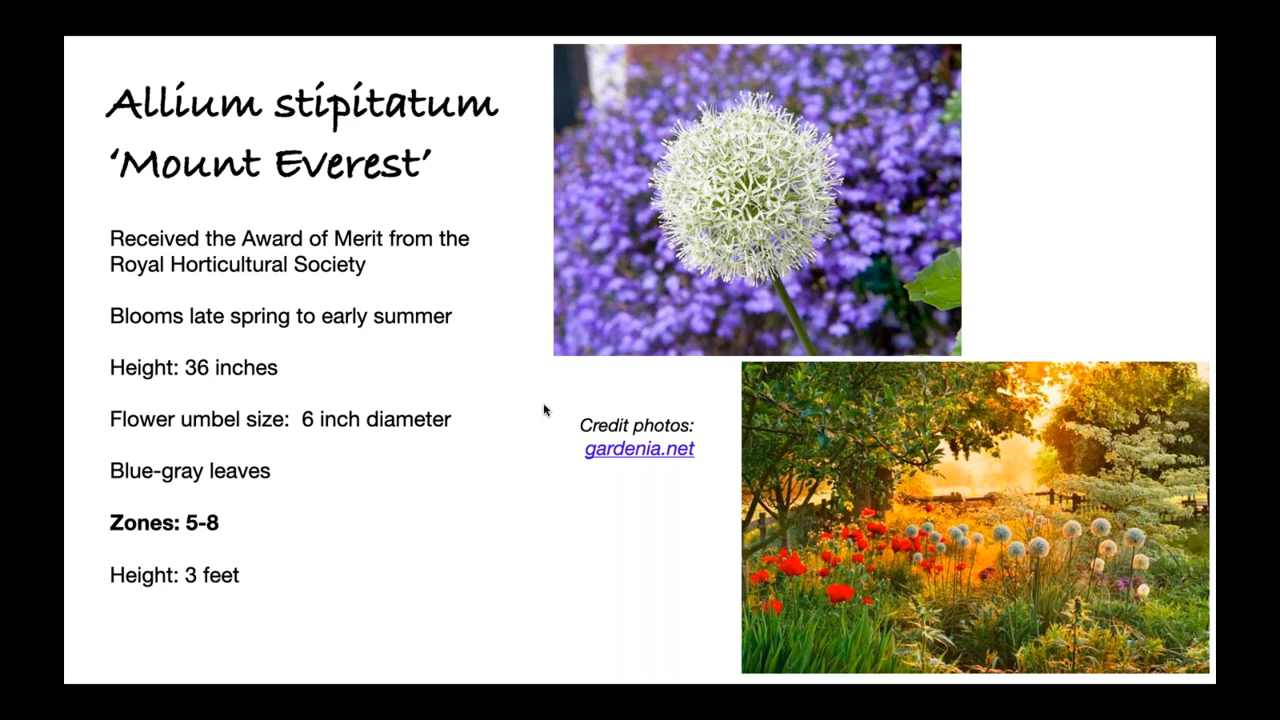 Allium stipitatum
‘Mount Everest’
Received the Award of Merit from the
Royal Horticultural Society
Blooms late spring to early summer
Height: 36 inches
Flower umbel size:  6 inch diameter
Blue-gray leaves
Zones: 5-8
Height: 3 feet
Credit photos:
gardenia.net